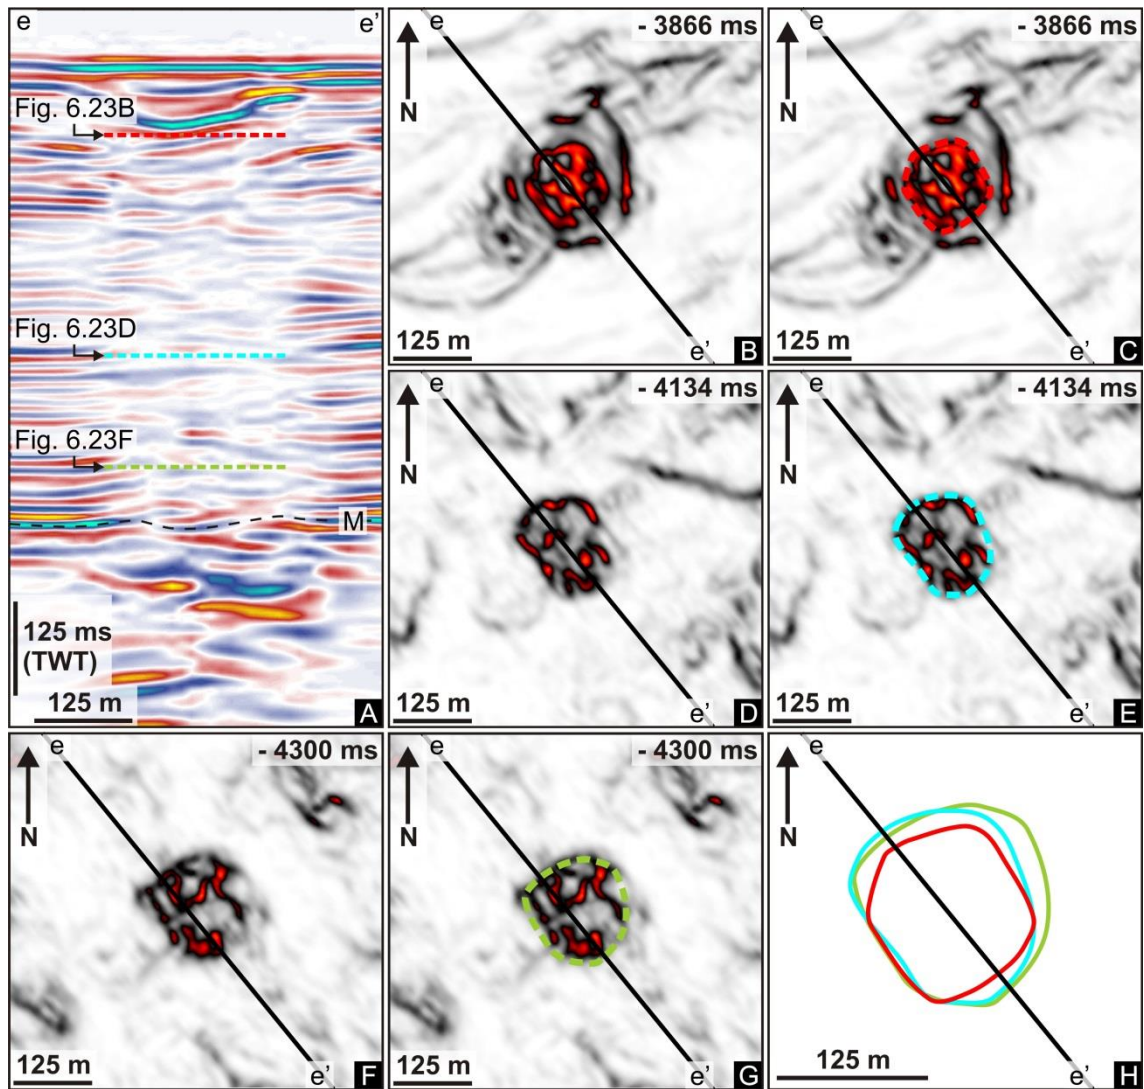 e e'
Fig. 6.23B
Fig. 6.23D
Fig. 6.23F
M
125 ms
(TWT)
125 m
A
e - 3866 ms
N
125 m e' B
e - 3866 ms
N
125 m e' C
e - 4134 ms
N
125 m e' D
e - 4134 ms
N
125 m e' E
e - 4300 ms
N
125 m e' F
e - 4300 ms
N
125 m e' G
e
N
125 m e' H